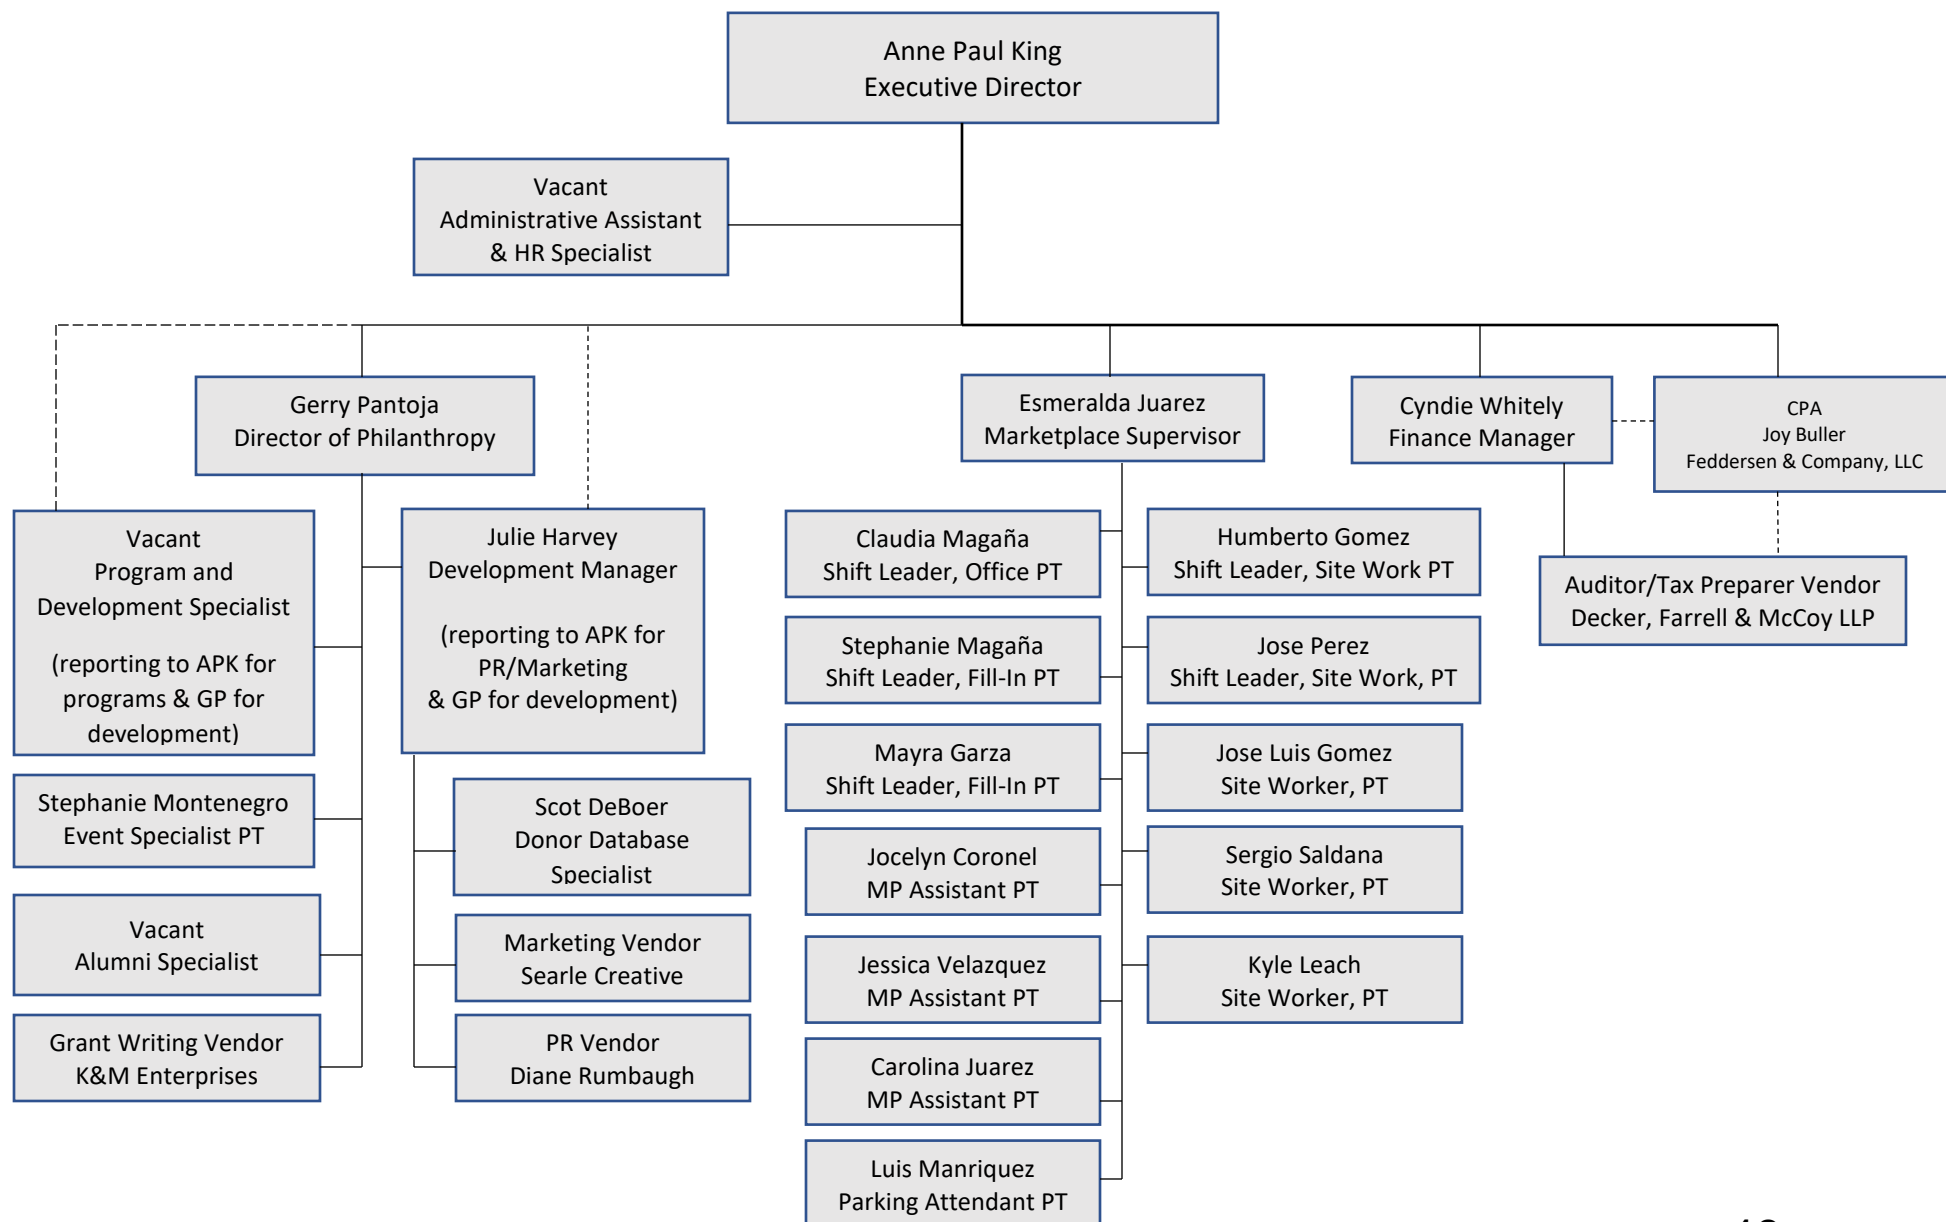 Anne Paul King
Executive Director
Vacant
Administrative Assistant
& HR Specialist
Gerry Pantoja
Director of Philanthropy
Esmeralda Juarez
Marketplace Supervisor
Cyndie Whitely
Finance Manager
CPA
Joy Buller
Feddersen & Company, LLC
Vacant
Program and
Development Specialist
(reporting to APK for
programs & GP for
development)
Julie Harvey
Development Manager
(reporting to APK for
PR/Marketing
& GP for development)
Claudia Magaña
Shift Leader, Office PT
Humberto Gomez
Shift Leader, Site Work PT
Auditor/Tax Preparer Vendor
Decker, Farrell & McCoy LLP
Stephanie Magaña
Shift Leader, Fill-In PT
Jose Perez
Shift Leader, Site Work, PT
Mayra Garza
Shift Leader, Fill-In PT
Jose Luis Gomez
Site Worker, PT
Stephanie Montenegro
Event Specialist PT
Scot DeBoer
Donor Database
Specialist
Jocelyn Coronel
MP Assistant PT
Sergio Saldana
Site Worker, PT
Vacant
Alumni Specialist
Marketing Vendor
Searle Creative
Jessica Velazquez
MP Assistant PT
Kyle Leach
Site Worker, PT
Grant Writing Vendor
K&M Enterprises
PR Vendor
Diane Rumbaugh
Carolina Juarez
MP Assistant PT
Luis Manriquez
Parking Attendant PT